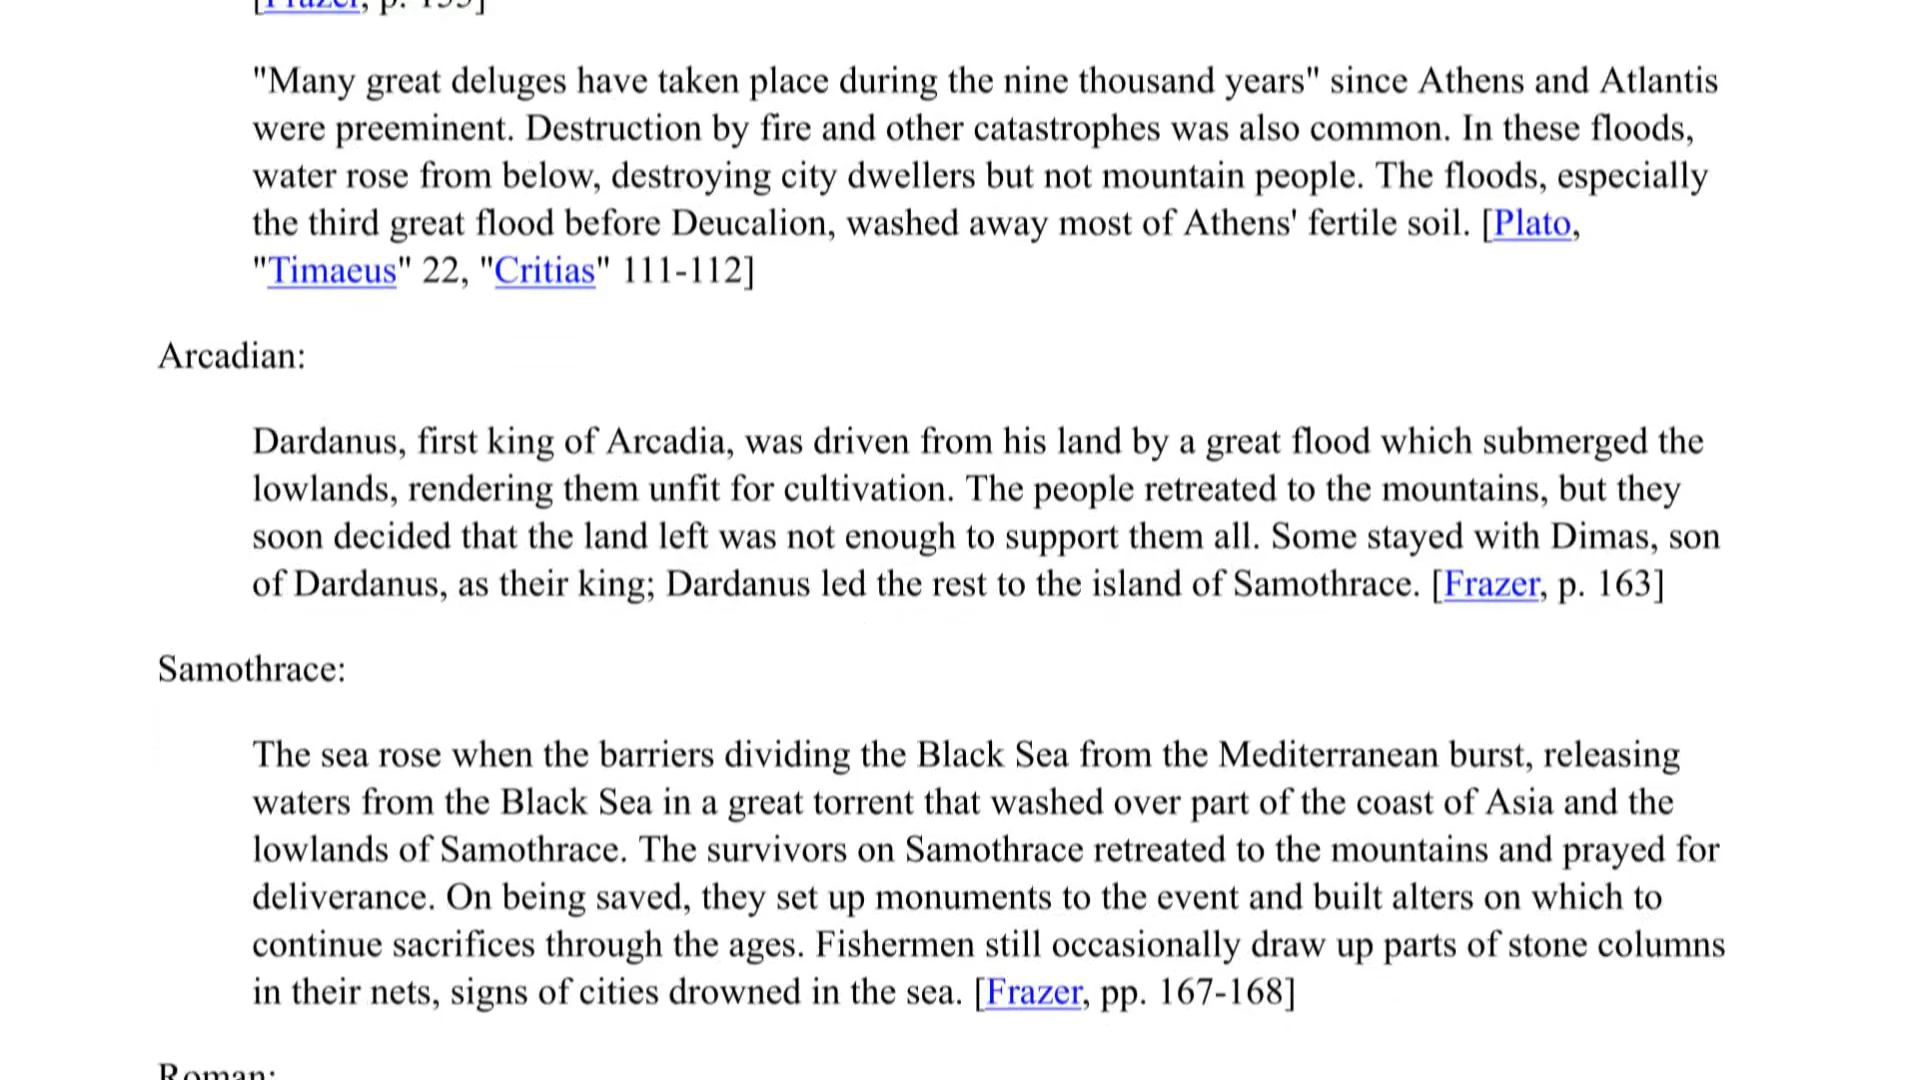 [Frazer, p. 155]
"Many great deluges have taken place during the nine thousand years" since Athens and Atlantis
were preeminent. Destruction by fire and other catastrophes was also common. In these floods,
water rose from below, destroying city dwellers but not mountain people. The floods, especially
the third great flood before Deucalion, washed away most of Athens' fertile soil. [Plato,
"Timaeus" 22, "Critias" 111-112]
Arcadian:
Dardanus, first king of Arcadia, was driven from his land by a great flood which submerged the
lowlands, rendering them unfit for cultivation. The people retreated to the mountains, but they
soon decided that the land left was not enough to support them all. Some stayed with Dimas, son
of Dardanus, as their king; Dardanus led the rest to the island of Samothrace. [Frazer, p. 163]
Samothrace:
The sea rose when the barriers dividing the Black Sea from the Mediterranean burst, releasing
waters from the Black Sea in a great torrent that washed over part of the coast of Asia and the
lowlands of Samothrace. The survivors on Samothrace retreated to the mountains and prayed for
deliverance. On being saved, they set up monuments to the event and built alters on which to
continue sacrifices through the ages. Fishermen still occasionally draw up parts of stone columns
in their nets, signs of cities drowned in the sea. [Frazer, pp. 167-168]
Roman: